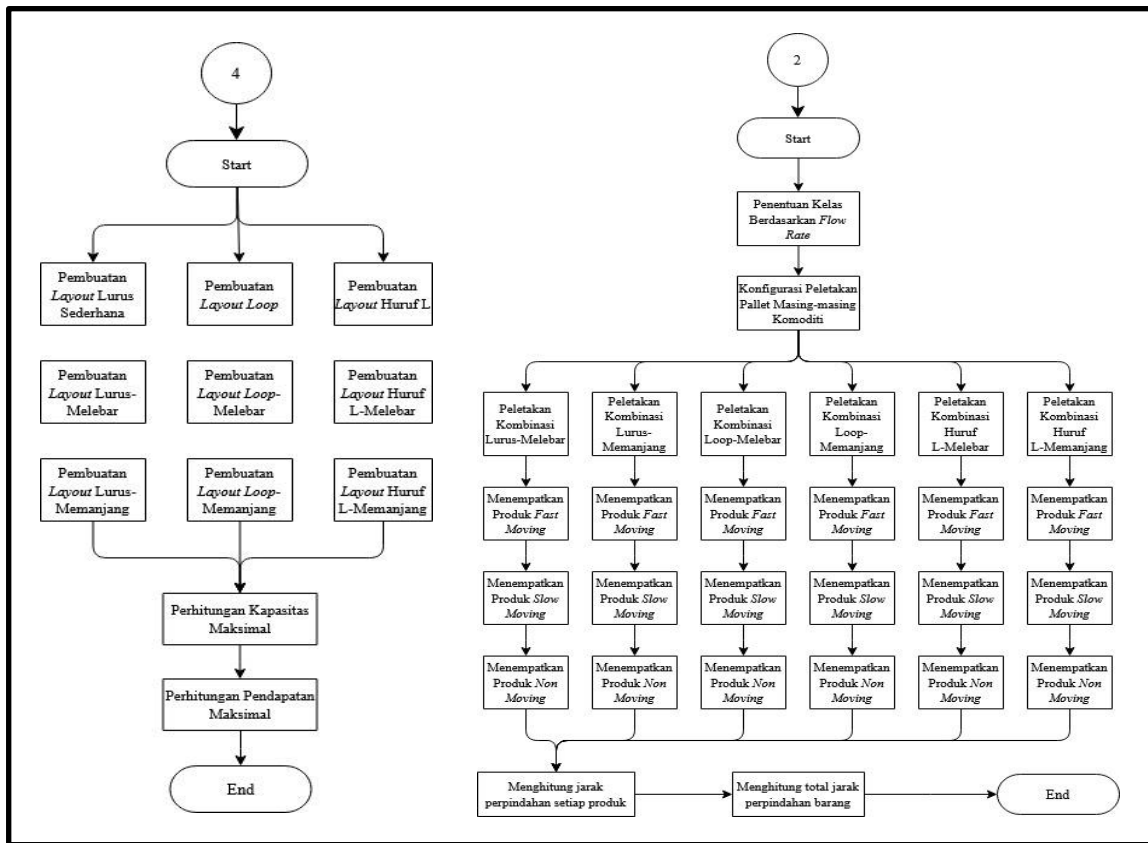 4
Start
Pembuatan
Layout Lurus
Sederhana
Pembuatan
Layout Loop
Pembuatan
Layout Huruf L
Pembuatan
Layout Lurus-
Melebar
Pembuatan
Layout Loop-
Melebar
Pembuatan
Layout Huruf
L-Melebar
Pembuatan
Layout Lurus-
Memanjang
Pembuatan
Layout Loop-
Memanjang
Pembuatan
Layout Huruf
L-Memanjang
Perhitungan Kapasitas
Maksimal
Perhitungan Pendapatan
Maksimal
End
2
Start
Penentuan Kelas
Berdasarkan Flow
Rate
Konfigurasi Peletakan
Pallet Masing-masing
Komoditi
Peletakan
Kombinasi
Lurus-Melebar
Peletakan
Kombinasi
Lurus-
Memanjang
Peletakan
Kombinasi
Loop-Melebar
Peletakan
Kombinasi
Loop-
Memanjang
Peletakan
Kombinasi
Huruf
L-Melebar
Peletakan
Kombinasi
Huruf
L-Memanjang
Menempatkan
Produk Fast
Moving
Menempatkan
Produk Fast
Moving
Menempatkan
Produk Fast
Moving
Menempatkan
Produk Fast
Moving
Menempatkan
Produk Fast
Moving
Menempatkan
Produk Fast
Moving
Menempatkan
Produk Slow
Moving
Menempatkan
Produk Slow
Moving
Menempatkan
Produk Slow
Moving
Menempatkan
Produk Slow
Moving
Menempatkan
Produk Slow
Moving
Menempatkan
Produk Slow
Moving
Menempatkan
Produk Non
Moving
Menempatkan
Produk Non
Moving
Menempatkan
Produk Non
Moving
Menempatkan
Produk Non
Moving
Menempatkan
Produk Non
Moving
Menempatkan
Produk Non
Moving
Menghitung jarak
perpindahan setiap produk
Menghitung total jarak
perpindahan barang
End